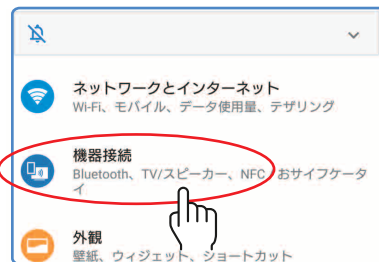 ネットワークとインターネット
Wi-Fi、モバイル、データ使用量、テザリング
機器接続
Bluetooth、TV/スピーカー、NFC/おサイフケータ
イ
外観
壁紙、ウィジェット、ショートカット